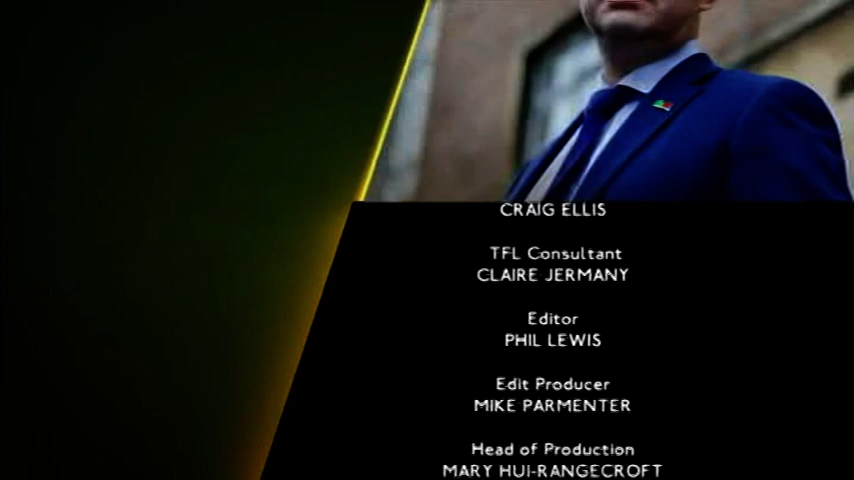 CRAIG ELLIS
TFL Consultant
CLAIRE JERMANY
Editor
PHIL LEWIS
Edit Producer
MIKE PARMENTER
Head of Production
MARY HUI-RANGECROFT